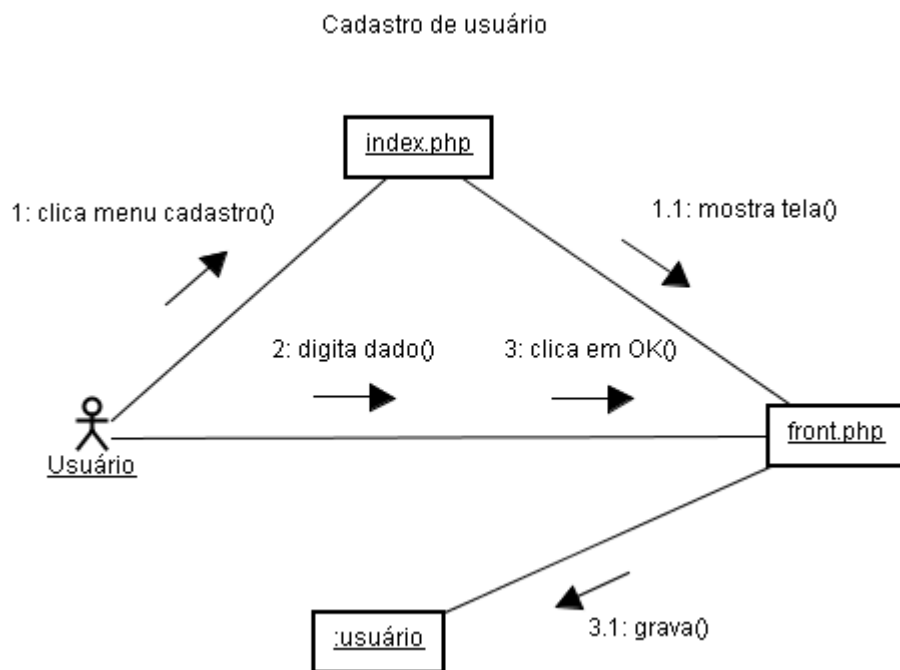 Cadastro de usuário
index.php
1: clica menu cadastro()
1.1: mostra tela()
2: digita dado()
3: clica em OK()
front.php
Usuário
:usuário
3.1: grava()